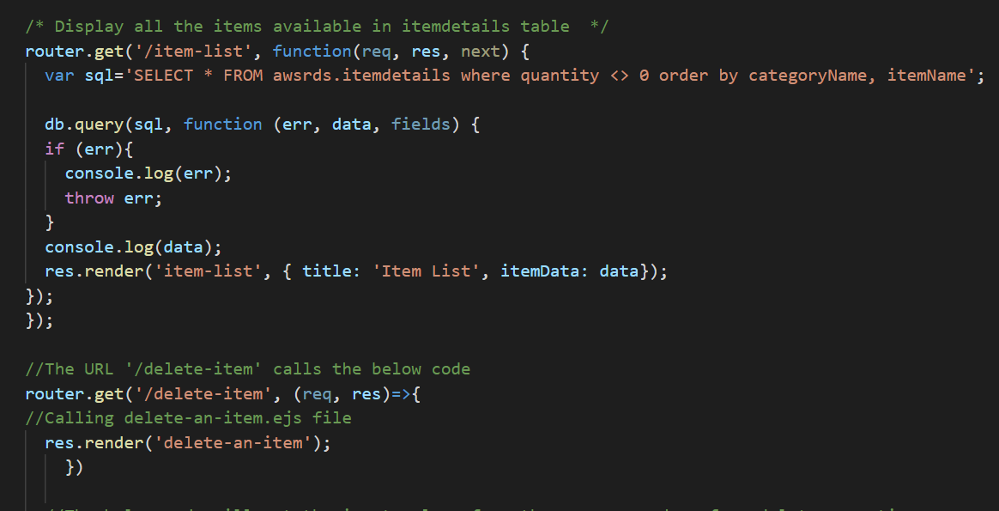 /* Display all the items available in itemdetails table  */
router.get('/item-list', function(req, res, next) {
  var sql='SELECT * FROM awsrds.itemdetails where quantity <> 0 order by categoryName, itemName';
  db.query(sql, function (err, data, fields) {
  if (err){
    console.log(err);
    throw err;
  }
  console.log(data);
  res.render('item-list', { title: 'Item List', itemData: data});
});
});
//The URL '/delete-item' calls the below code
router.get('/delete-item', (req, res)=>{
//Calling delete-an-item.ejs file
  res.render('delete-an-item');
    })